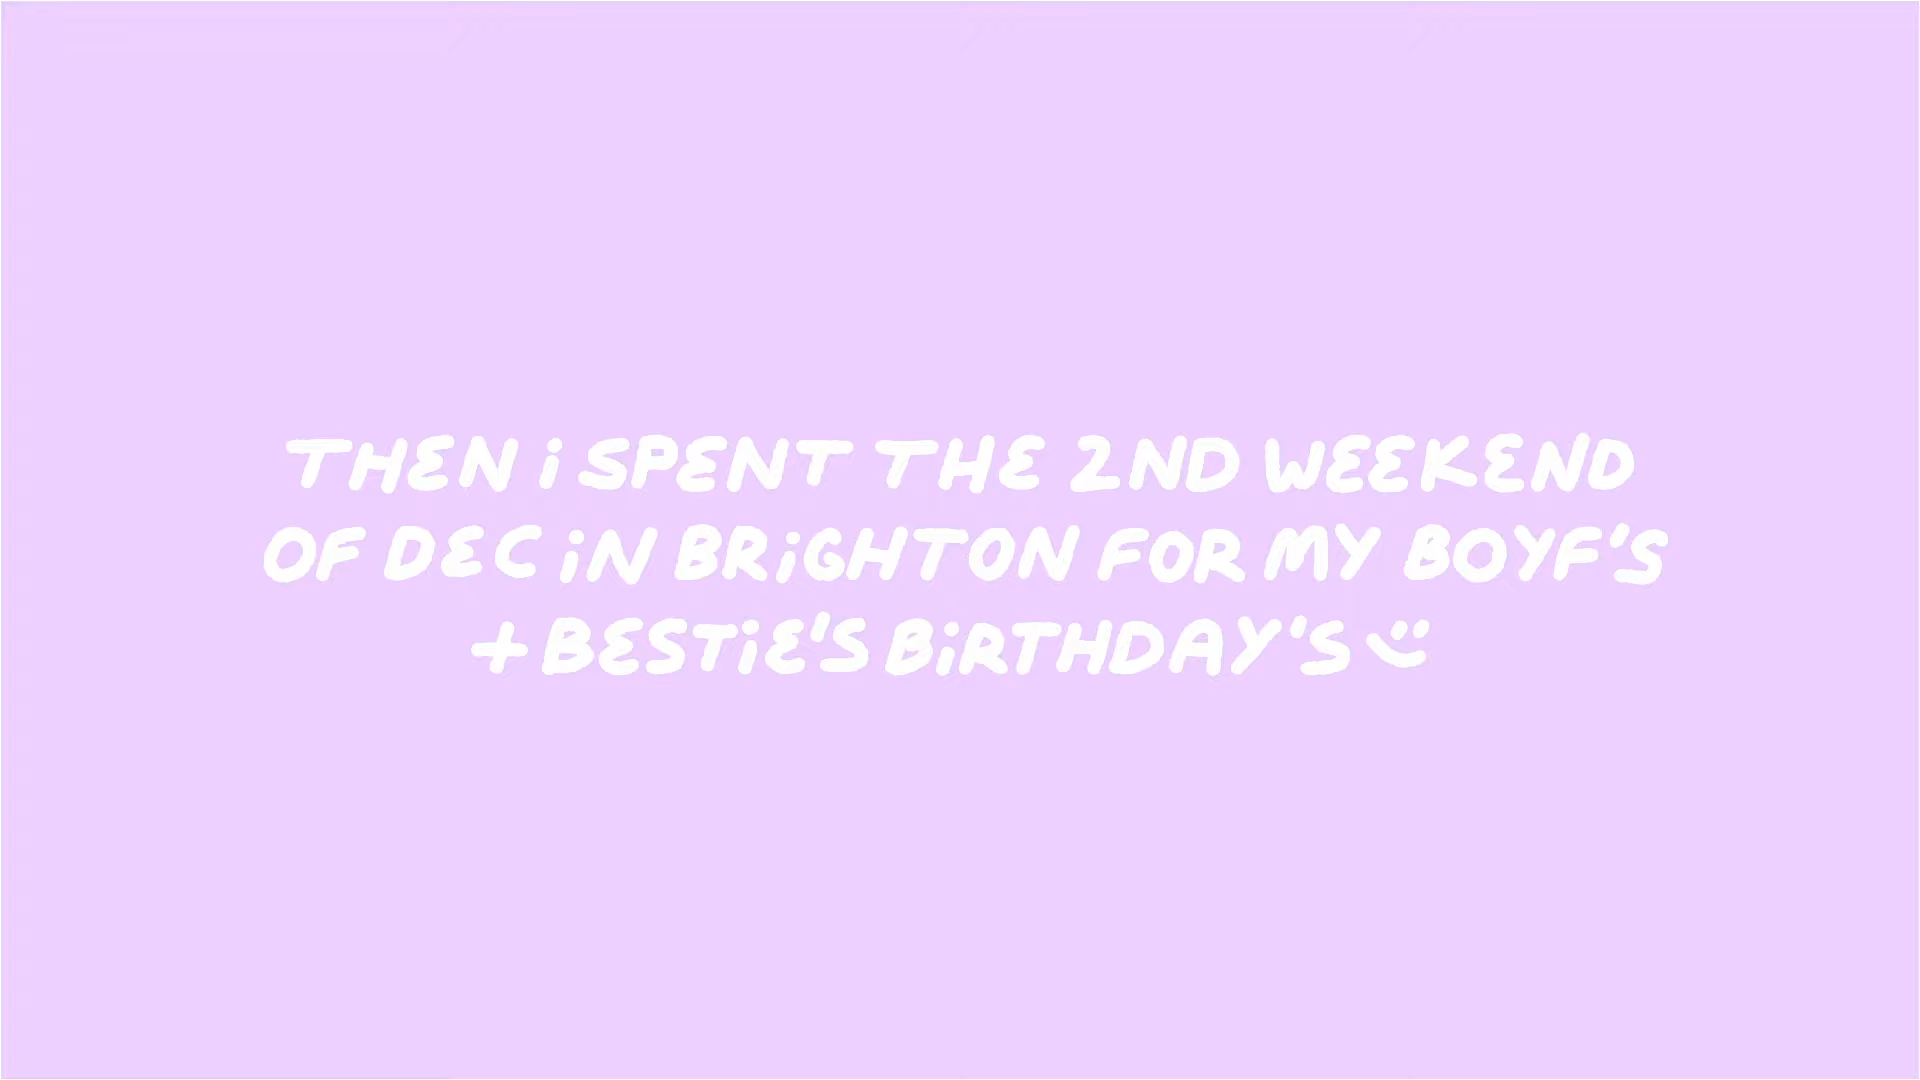 THEN i SPENT THE 2ND WEEKEND
OF DEC iN BRiGHTON FOR MY BOYF'S
+ BESTiE'S BiRTHDAY'S